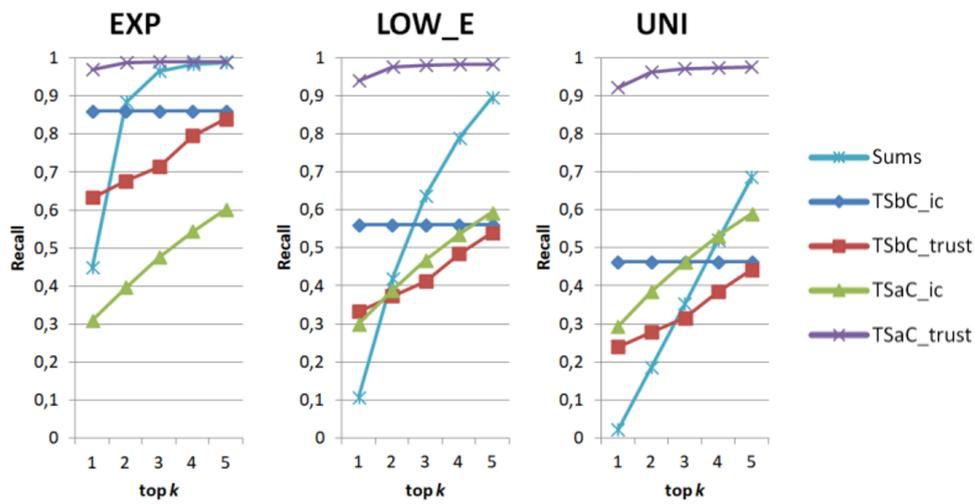 EXP
LOW_E
UNI
1
0,9
0,8
0,7
0,6
0,5
0,4
0,3
0,2
0,1
0
Recall
1 2 3 4 5
top k
1
0,9
0,8
0,7
0,6
0,5
0,4
0,3
0,2
0,1
0
Recall
1 2 3 4 5
top k
1
0,9
0,8
0,7
0,6
0,5
0,4
0,3
0,2
0,1
0
Recall
1 2 3 4 5
top k
Sums
TSbC_ic
TSbC_trust
TSaC_ic
TSaC_trust